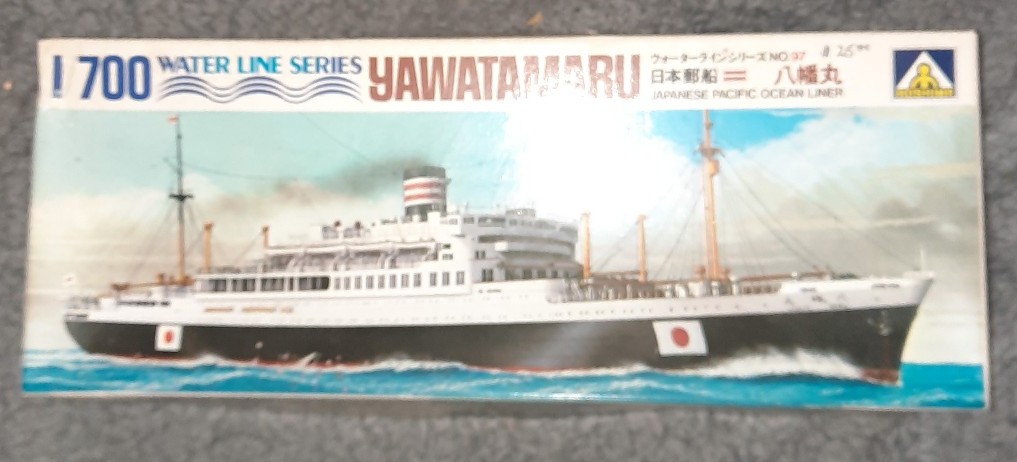 1/700 WATER LINE SERIES YAWATAMARU
ウォーターラインシリーズNO.97
日本郵船 八幡丸
JAPANESE PACIFIC OCEAN LINER